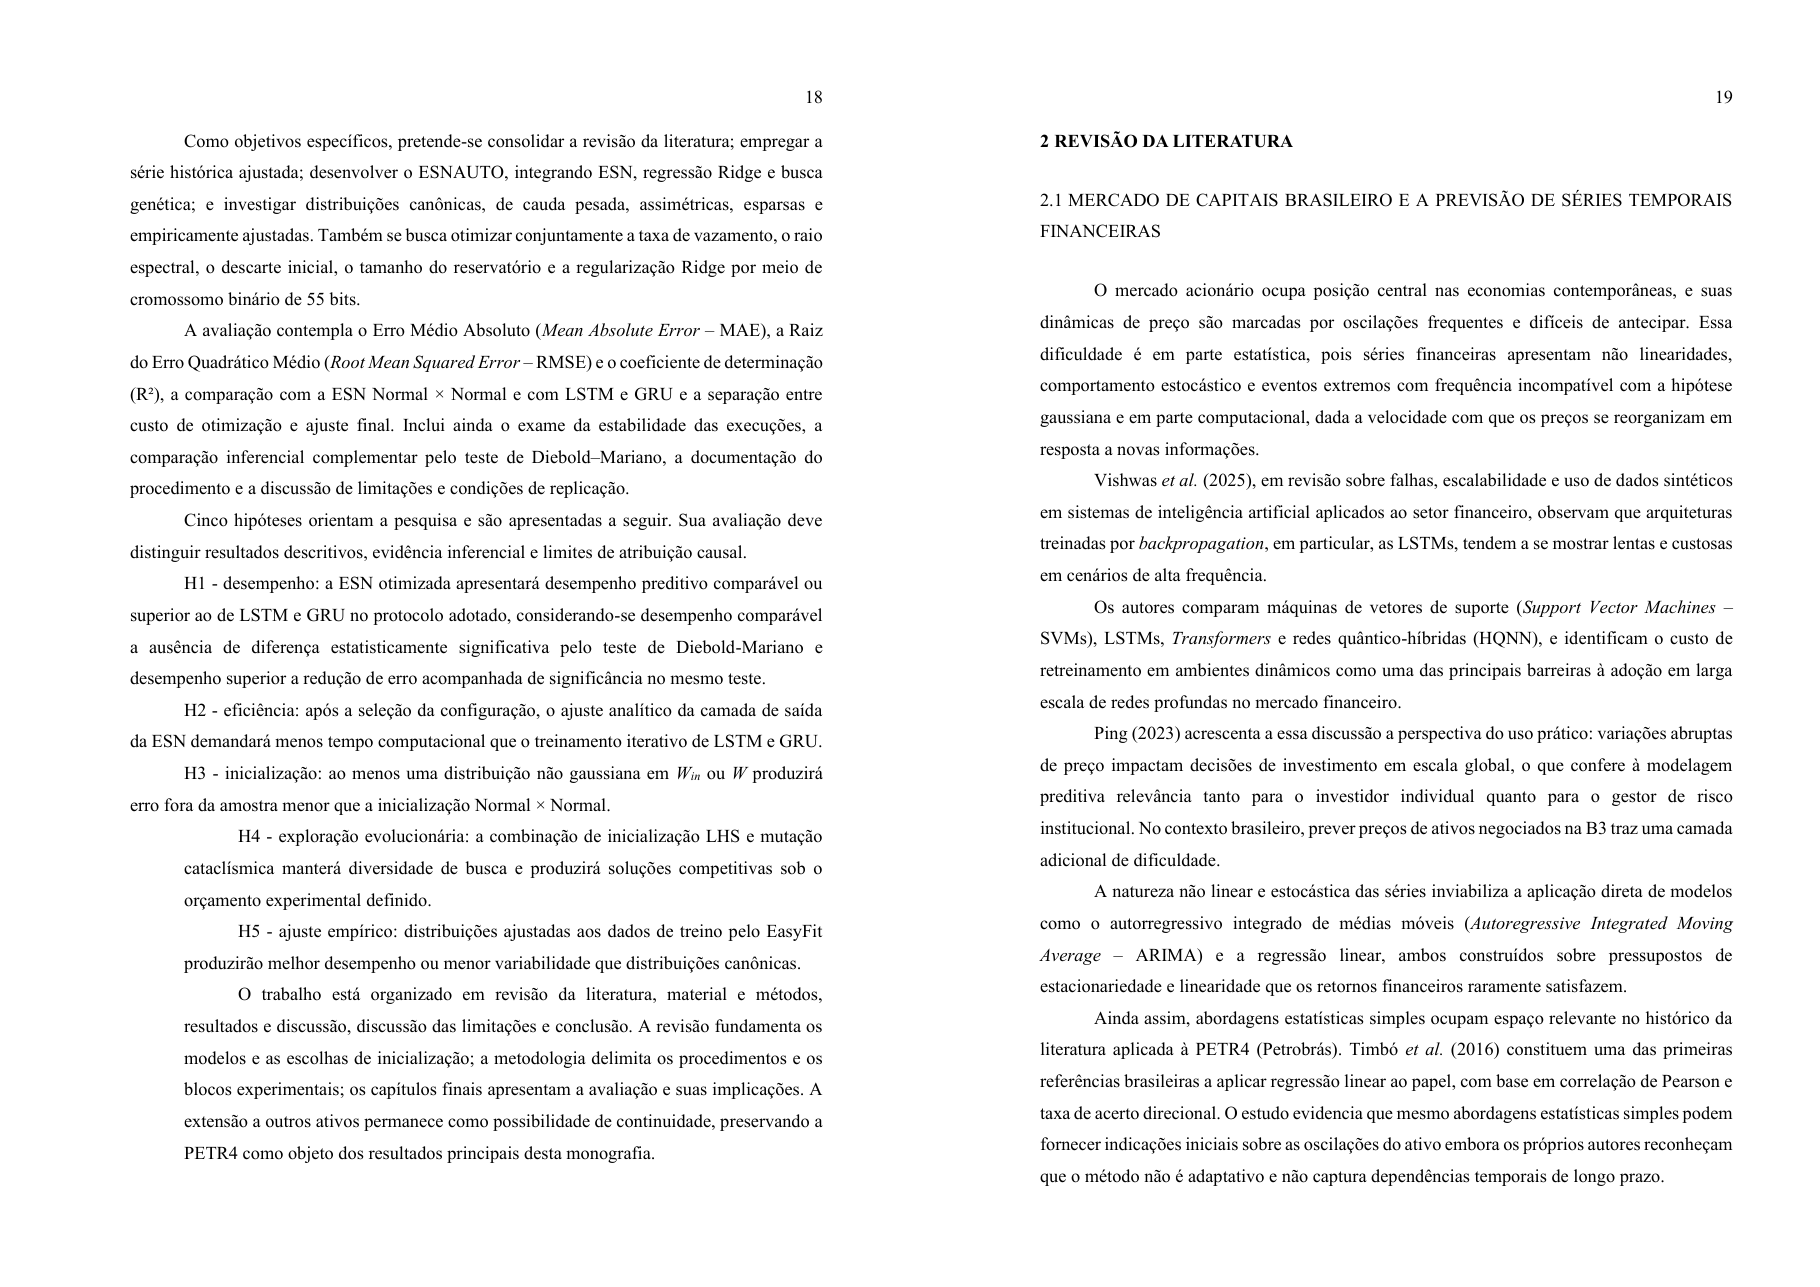 18
Como objetivos específicos, pretende-se consolidar a revisão da literatura; empregar a
série histórica ajustada; desenvolver o ESNAUTO, integrando ESN, regressão Ridge e busca
genética; e investigar distribuições canônicas, de cauda pesada, assimétricas, esparsas e
empiricamente ajustadas. Também se busca otimizar conjuntamente a taxa de vazamento, o raio
espectral, o descarte inicial, o tamanho do reservatório e a regularização Ridge por meio de
cromossomo binário de 55 bits.
A avaliação contempla o Erro Médio Absoluto (Mean Absolute Error – MAE), a Raiz
do Erro Quadrático Médio (Root Mean Squared Error – RMSE) e o coeficiente de determinação
(R²), a comparação com a ESN Normal × Normal e com LSTM e GRU e a separação entre
custo de otimização e ajuste final. Inclui ainda o exame da estabilidade das execuções, a
comparação inferencial complementar pelo teste de Diebold–Mariano, a documentação do
procedimento e a discussão de limitações e condições de replicação.
Cinco hipóteses orientam a pesquisa e são apresentadas a seguir. Sua avaliação deve
distinguir resultados descritivos, evidência inferencial e limites de atribuição causal.
H1 - desempenho: a ESN otimizada apresentará desempenho preditivo comparável ou
superior ao de LSTM e GRU no protocolo adotado, considerando-se desempenho comparável
a ausência de diferença estatisticamente significativa pelo teste de Diebold-Mariano e
desempenho superior a redução de erro acompanhada de significância no mesmo teste.
H2 - eficiência: após a seleção da configuração, o ajuste analítico da camada de saída
da ESN demandará menos tempo computacional que o treinamento iterativo de LSTM e GRU.
H3 - inicialização: ao menos uma distribuição não gaussiana em Win ou W produzirá
erro fora da amostra menor que a inicialização Normal × Normal.
H4 - exploração evolucionária: a combinação de inicialização LHS e mutação
cataclísmica manterá diversidade de busca e produzirá soluções competitivas sob o
orçamento experimental definido.
H5 - ajuste empírico: distribuições ajustadas aos dados de treino pelo EasyFit
produzirão melhor desempenho ou menor variabilidade que distribuições canônicas.
O trabalho está organizado em revisão da literatura, material e métodos,
resultados e discussão, discussão das limitações e conclusão. A revisão fundamenta os
modelos e as escolhas de inicialização; a metodologia delimita os procedimentos e os
blocos experimentais; os capítulos finais apresentam a avaliação e suas implicações. A
extensão a outros ativos permanece como possibilidade de continuidade, preservando a
PETR4 como objeto dos resultados principais desta monografia.
19
2 REVISÃO DA LITERATURA
2.1 MERCADO DE CAPITAIS BRASILEIRO E A PREVISÃO DE SÉRIES TEMPORAIS
FINANCEIRAS
O mercado acionário ocupa posição central nas economias contemporâneas, e suas
dinâmicas de preço são marcadas por oscilações frequentes e difíceis de antecipar. Essa
dificuldade é em parte estatística, pois séries financeiras apresentam não linearidades,
comportamento estocástico e eventos extremos com frequência incompatível com a hipótese
gaussiana e em parte computacional, dada a velocidade com que os preços se reorganizam em
resposta a novas informações.
Vishwas et al. (2025), em revisão sobre falhas, escalabilidade e uso de dados sintéticos
em sistemas de inteligência artificial aplicados ao setor financeiro, observam que arquiteturas
treinadas por backpropagation, em particular, as LSTMs, tendem a se mostrar lentas e custosas
em cenários de alta frequência.
Os autores comparam máquinas de vetores de suporte (Support Vector Machines –
SVMs), LSTMs, Transformers e redes quântico-híbridas (HQNN), e identificam o custo de
retreinamento em ambientes dinâmicos como uma das principais barreiras à adoção em larga
escala de redes profundas no mercado financeiro.
Ping (2023) acrescenta a essa discussão a perspectiva do uso prático: variações abruptas
de preço impactam decisões de investimento em escala global, o que confere à modelagem
preditiva relevância tanto para o investidor individual quanto para o gestor de risco
institucional. No contexto brasileiro, prever preços de ativos negociados na B3 traz uma camada
adicional de dificuldade.
A natureza não linear e estocástica das séries inviabiliza a aplicação direta de modelos
como o autorregressivo integrado de médias móveis (Autoregressive Integrated Moving
Average – ARIMA) e a regressão linear, ambos construídos sobre pressupostos de
estacionariedade e linearidade que os retornos financeiros raramente satisfazem.
Ainda assim, abordagens estatísticas simples ocupam espaço relevante no histórico da
literatura aplicada à PETR4 (Petrobrás). Timbó et al. (2016) constituem uma das primeiras
referências brasileiras a aplicar regressão linear ao papel, com base em correlação de Pearson e
taxa de acerto direcional. O estudo evidencia que mesmo abordagens estatísticas simples podem
fornecer indicações iniciais sobre as oscilações do ativo embora os próprios autores reconheçam
que o método não é adaptativo e não captura dependências temporais de longo prazo.